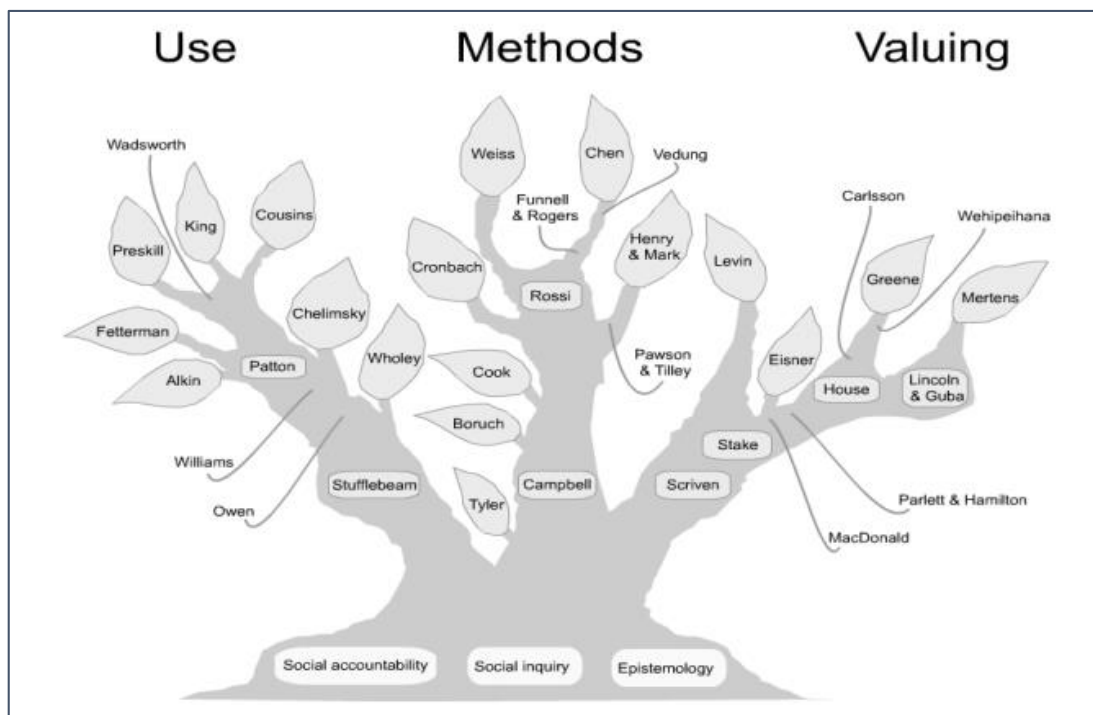 Use
Methods
Valuing
Wadsworth
King
Cousins
Preskill
Chelimsky
Fetterman
Wholey
Patton
Alkin
Williams
Owen
Stufflebeam
Weiss
Chen
Vedung
Funnell
& Rogers
Henry
& Mark
Cronbach
Rossi
Pawson
& Tilley
Cook
Boruch
Tyler
Campbell
Levin
Carlsson
Wehipeihana
Greene
Mertens
Eisner
House
Lincoln
& Guba
Stake
Scriven
Parlett & Hamilton
MacDonald
Social accountability
Social inquiry
Epistemology